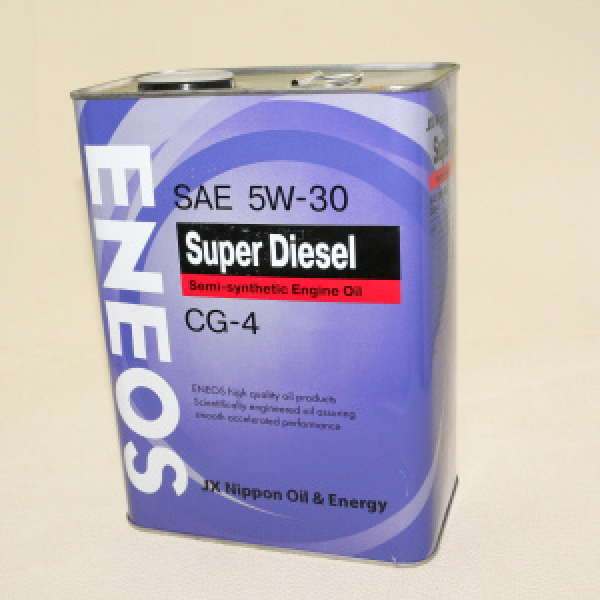 ENEOS
SAE 5W-30
Super Diesel
Semi-synthetic Engine Oil
CG-4
ENEOS high quality oil products
Scientifically engineered oil assuring
smooth accelerated performance
JX Nippon Oil & Energy